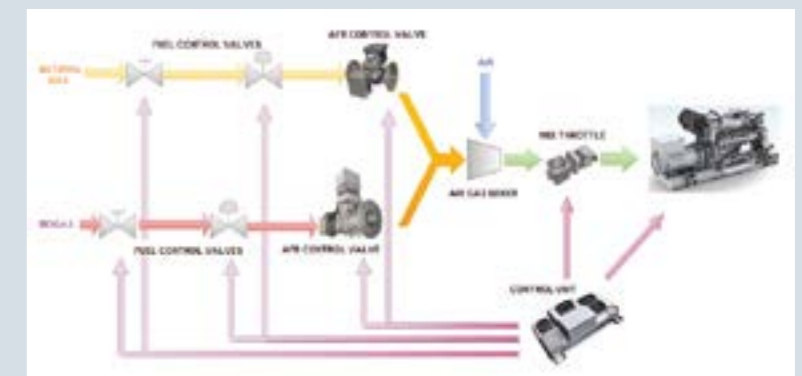 AFR CONTROL VALVE
FUEL CONTROL VALVES
AIR
NATURAL
GAS
MIX THROTTLE
AIR GAS MIXER
BIOGAS
FUEL CONTROL VALVES
AFR CONTROL VALVE
CONTROL UNIT